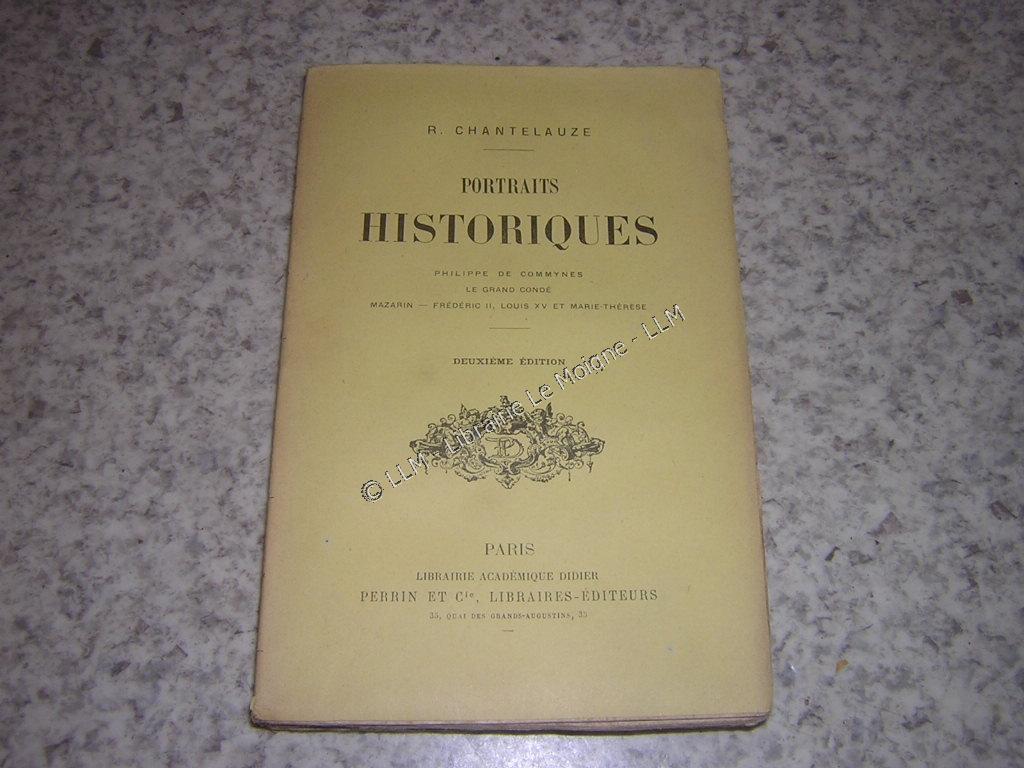 R. CHANTELAUZE
PORTRAITS
HISTORIQUES
PHILIPPE DE COMMYNES
LE GRAND CONDÉ
MAZARIN — FRÉDÉRIC II, LOUIS XV ET MARIE-THÉRÈSE
DEUXIÈME ÉDITION
© LLM - Librairie Le Moigne - LLM
PARIS
LIBRAIRIE ACADÉMIQUE DIDIER
PERRIN ET Cie, LIBRAIRES-ÉDITEURS
35, QUAI DES GRANDS-AUGUSTINS, 35